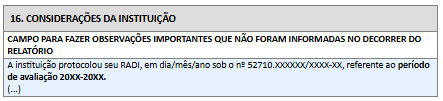 16. CONSIDERAÇÕES DA INSTITUIÇÃO
CAMPO PARA FAZER OBSERVAÇÕES IMPORTANTES QUE NÃO FORAM INFORMADAS NO DECORRER DO
RELATÓRIO
A instituição protocolou seu RADI, em dia/mês/ano sob o nº 52710.XXXXXX/XXXX-XX, referente ao período
de avaliação 20XX-20XX.
(...)